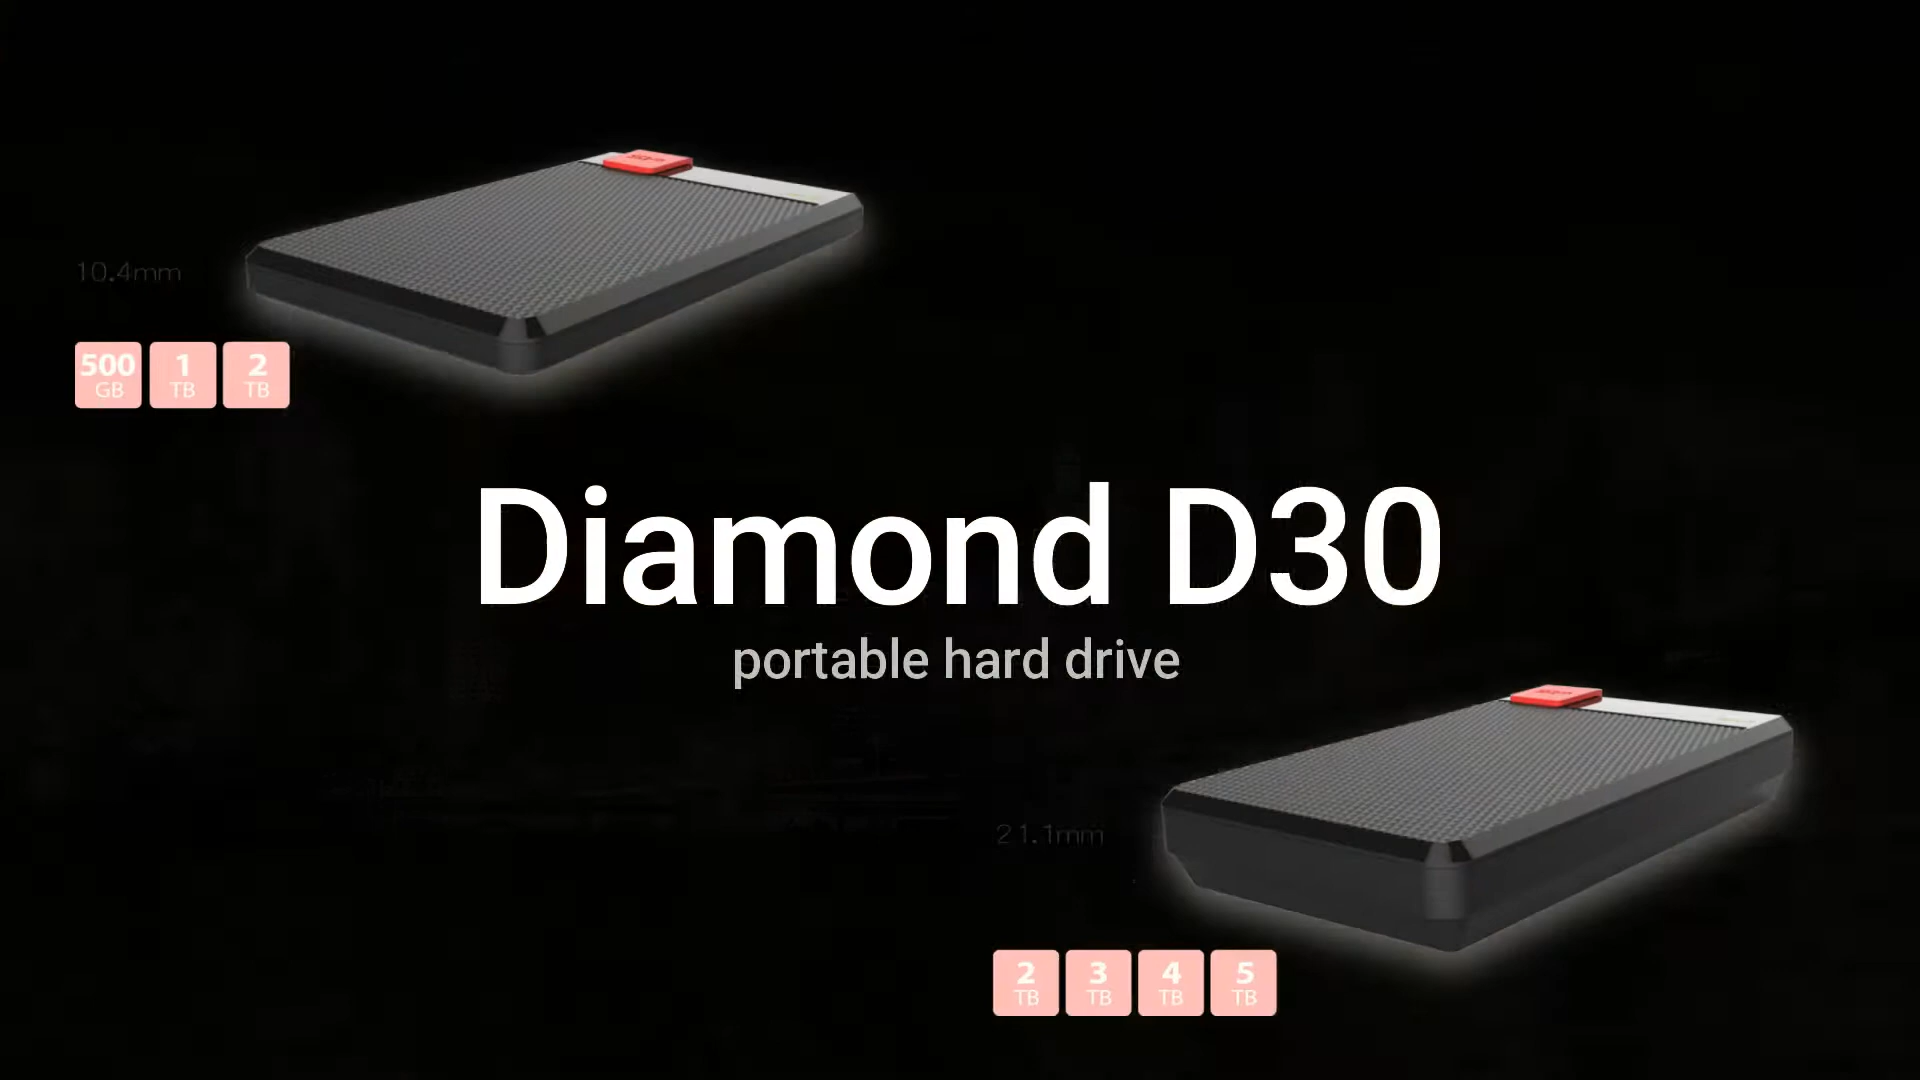 10.4mm
500 GB
1 TB
2 TB
Diamond D30
portable hard drive
21.1mm
2 TB
3 TB
4 TB
5 TB